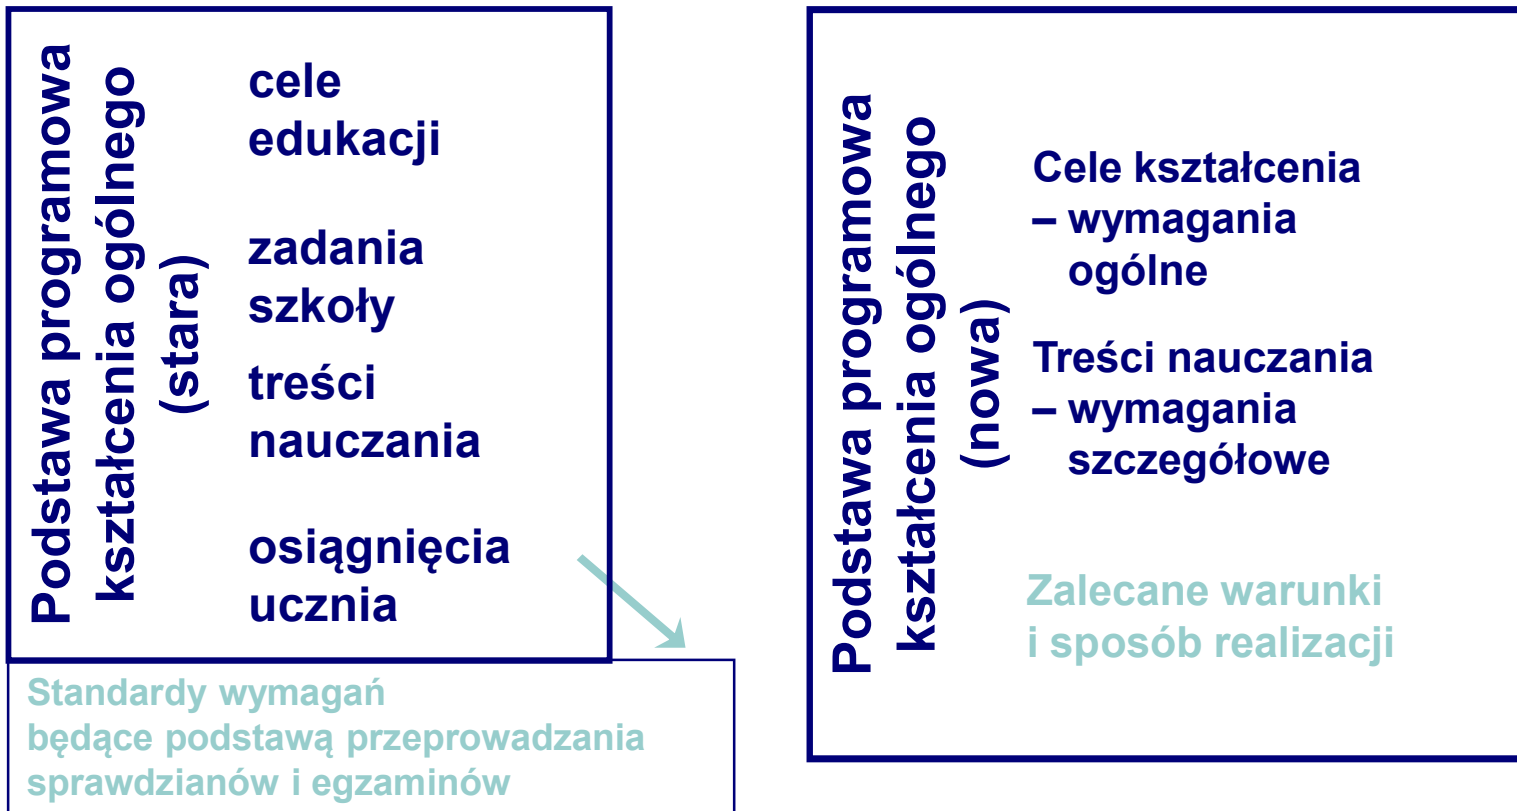 Podstawa programowa
kształcenia ogólnego
(stara)
cele
edukacji
zadania
szkoły
treści
nauczania
osiągnięcia
ucznia
Standardy wymagań
będące podstawą przeprowadzania
sprawdzianów i egzaminów
Podstawa programowa
kształcenia ogólnego
(nowa)
Cele kształcenia
– wymagania
ogólne
Treści nauczania
– wymagania
szczegółowe
Zalecane warunki
i sposób realizacji